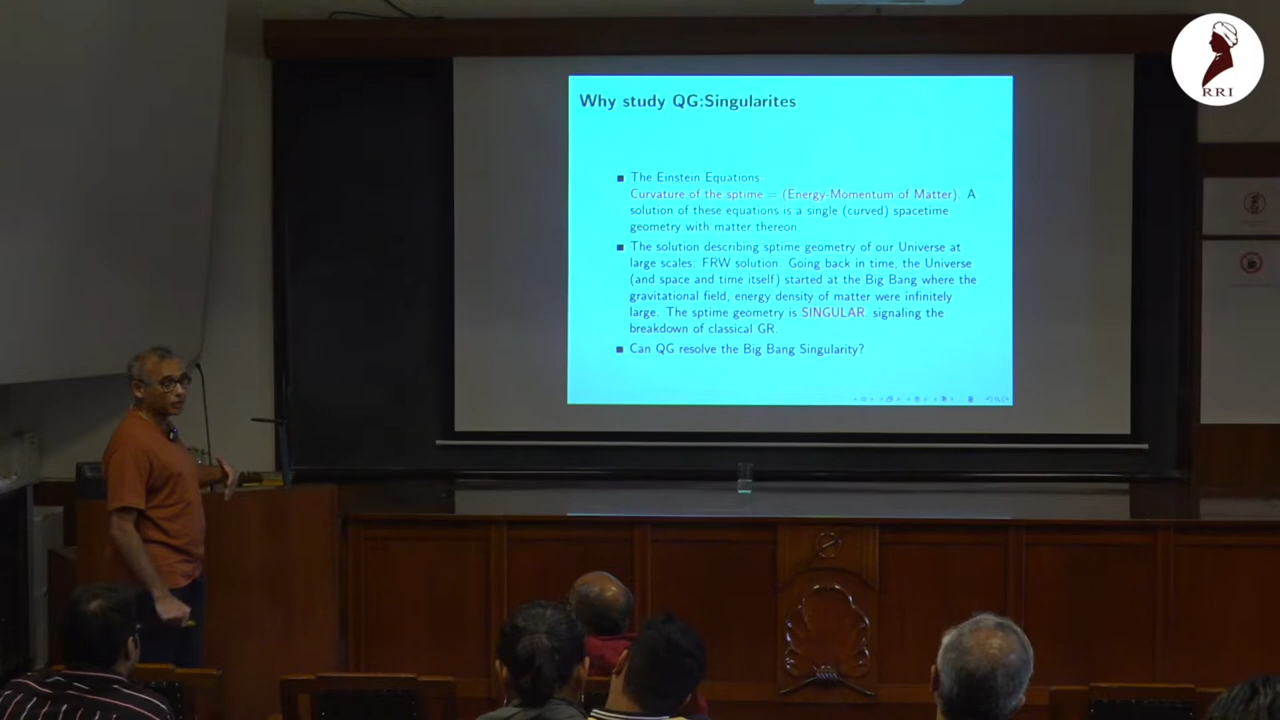 RRI
Why study QG:Singularites
The Einstein Equations:
Curvature of the sptime = (Energy-Momentum of Matter). A
solution of these equations is a single (curved) spacetime
geometry with matter thereon.
The solution describing sptime geometry of our Universe at
large scales: FRW solution. Going back in time, the Universe
(and space and time itself) started at the Big Bang where the
gravitational field, energy density of matter were infinitely
large. The sptime geometry is SINGULAR. signaling the
breakdown of classical GR.
Can QG resolve the Big Bang Singularity?